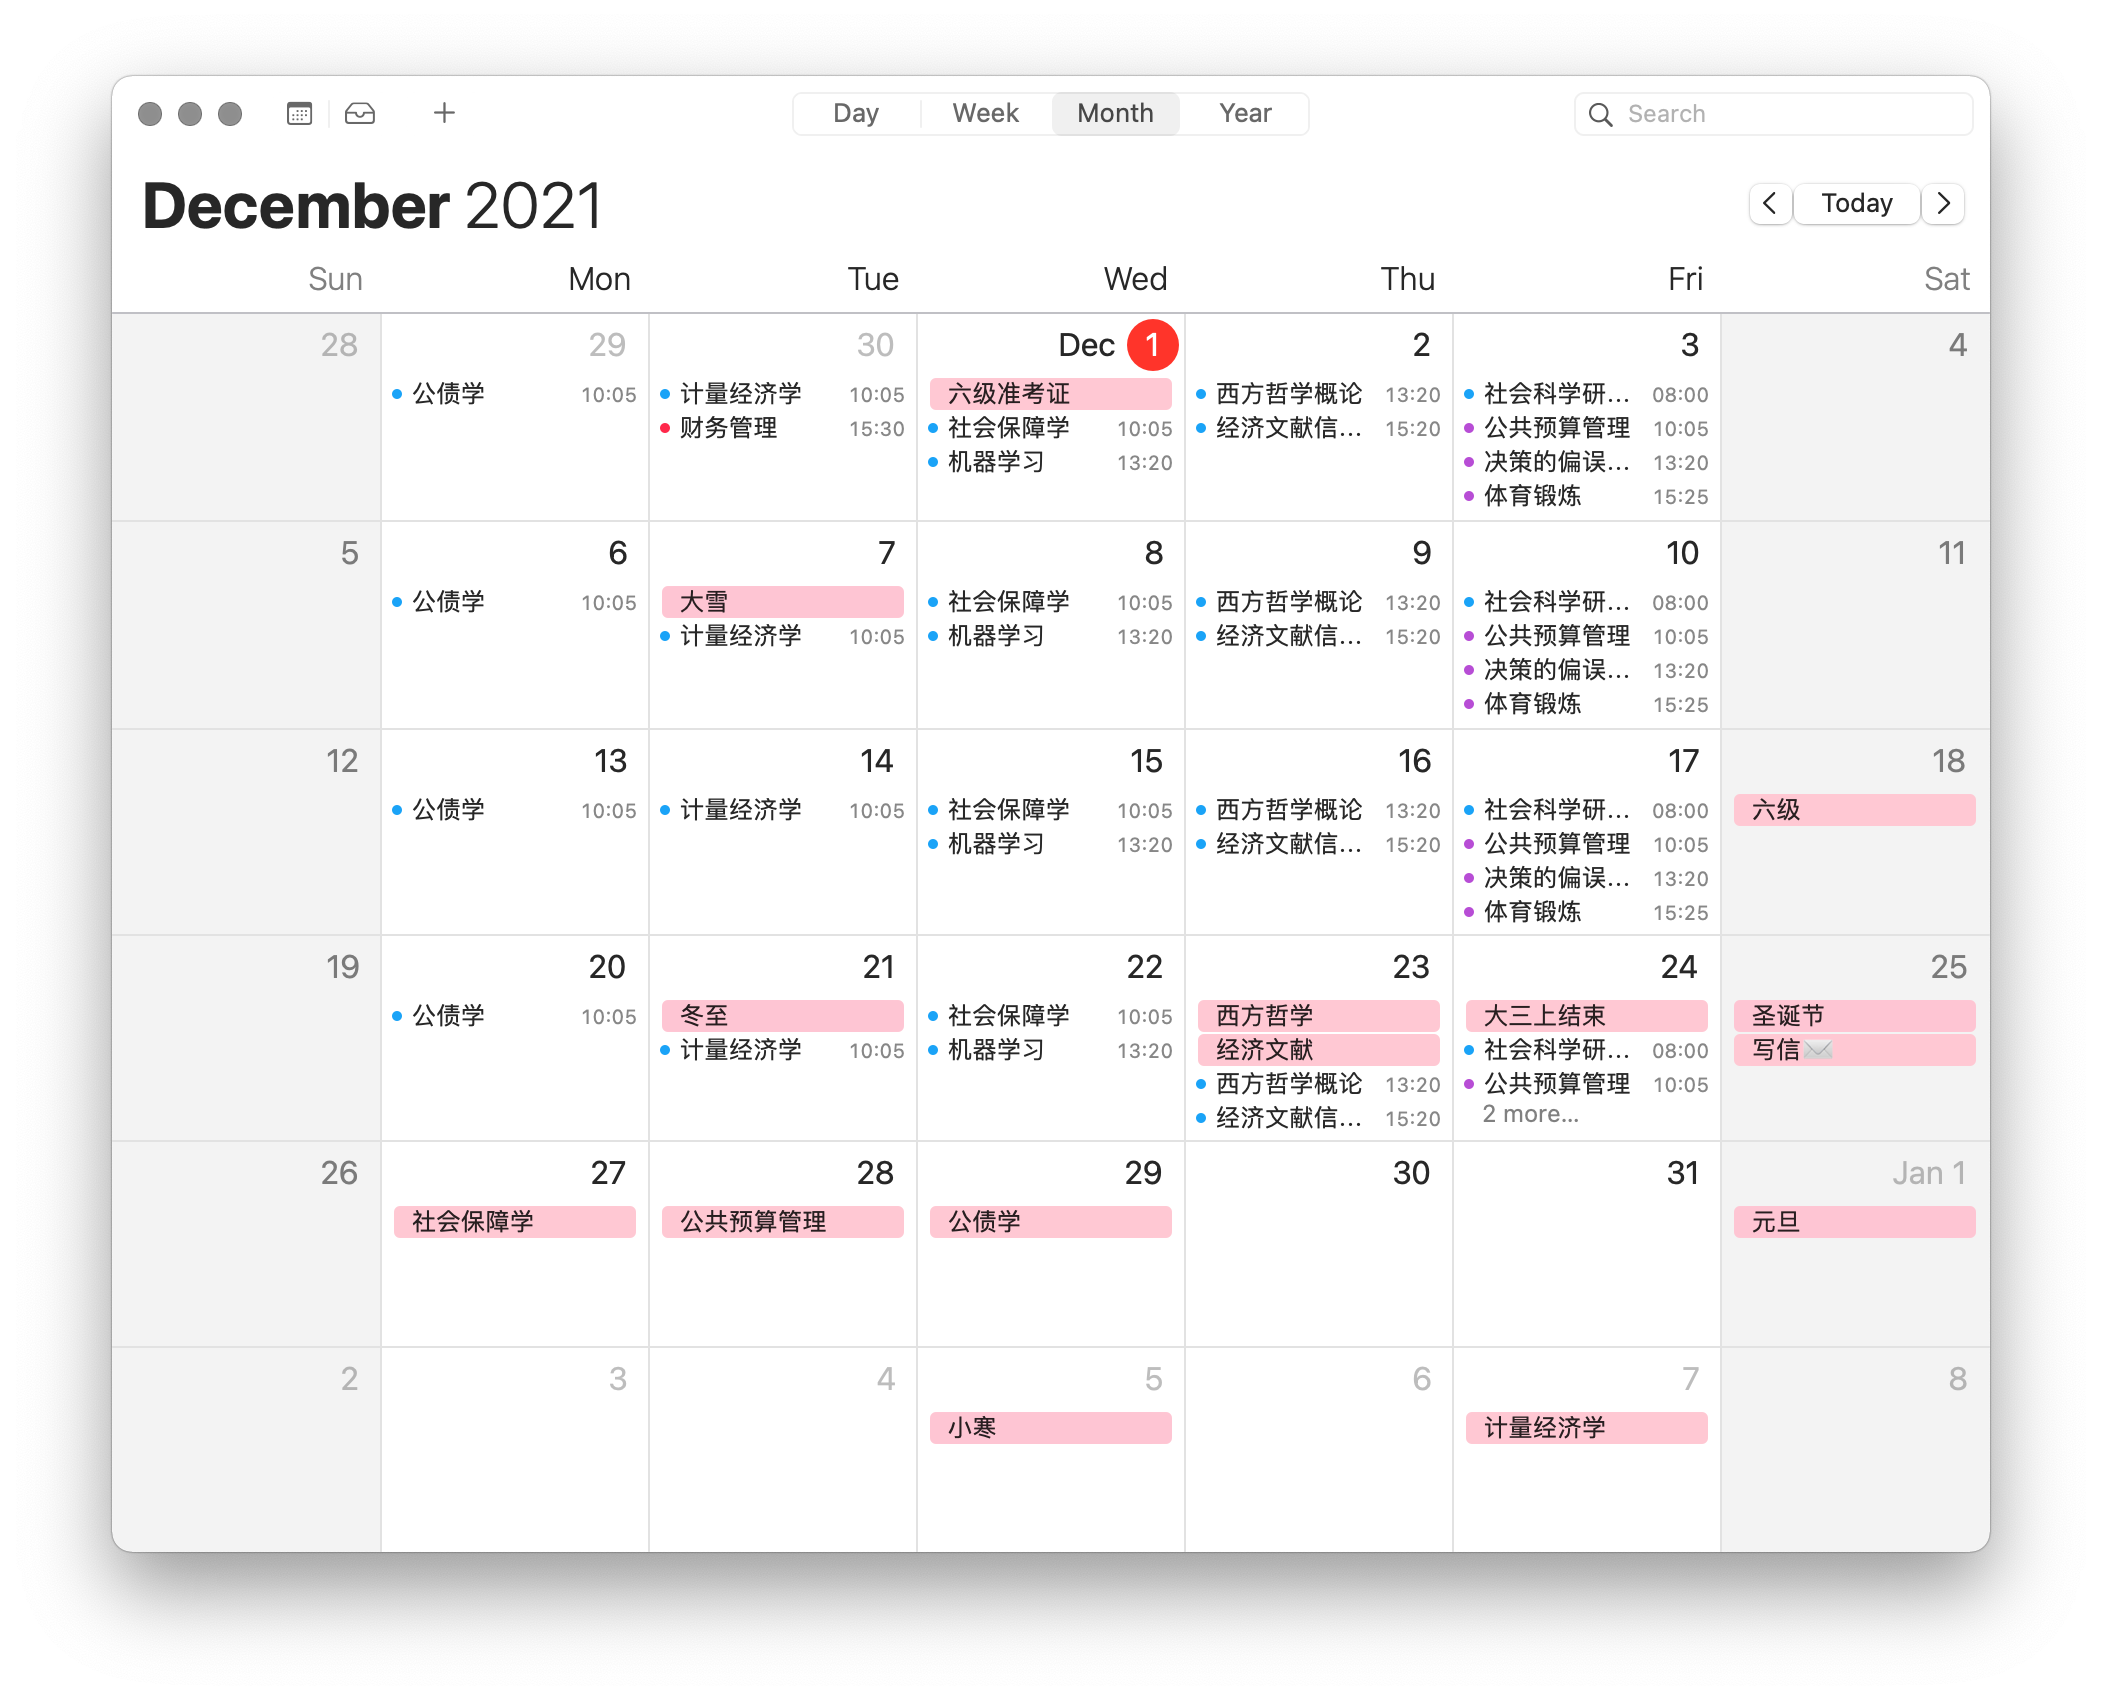 Day Week Month Year Search
December 2021
Today
Sun Mon Tue Wed Thu Fri Sat
28 29 30 Dec 1 2 3 4
公债学 10:05
计量经济学 10:05
财务管理 15:30
六级准考证
社会保障学 10:05
机器学习 13:20
西方哲学概论 13:20
经济文献信... 15:20
社会科学研... 08:00
公共预算管理 10:05
决策的偏误... 13:20
体育锻炼 15:25
5 6 7 8 9 10 11
公债学 10:05
大雪
计量经济学 10:05
社会保障学 10:05
机器学习 13:20
西方哲学概论 13:20
经济文献信... 15:20
社会科学研... 08:00
公共预算管理 10:05
决策的偏误... 13:20
体育锻炼 15:25
12 13 14 15 16 17 18
公债学 10:05
计量经济学 10:05
社会保障学 10:05
机器学习 13:20
西方哲学概论 13:20
经济文献信... 15:20
社会科学研... 08:00
公共预算管理 10:05
决策的偏误... 13:20
体育锻炼 15:25
六级
19 20 21 22 23 24 25
公债学 10:05
冬至
计量经济学 10:05
社会保障学 10:05
机器学习 13:20
西方哲学
经济文献
西方哲学概论 13:20
经济文献信... 15:20
大三上结束
社会科学研... 08:00
公共预算管理 10:05
2 more...
圣诞节
写信✉️
26 27 28 29 30 31 Jan 1
社会保障学
公共预算管理
公债学
元旦
2 3 4 5 6 7 8
小寒
计量经济学